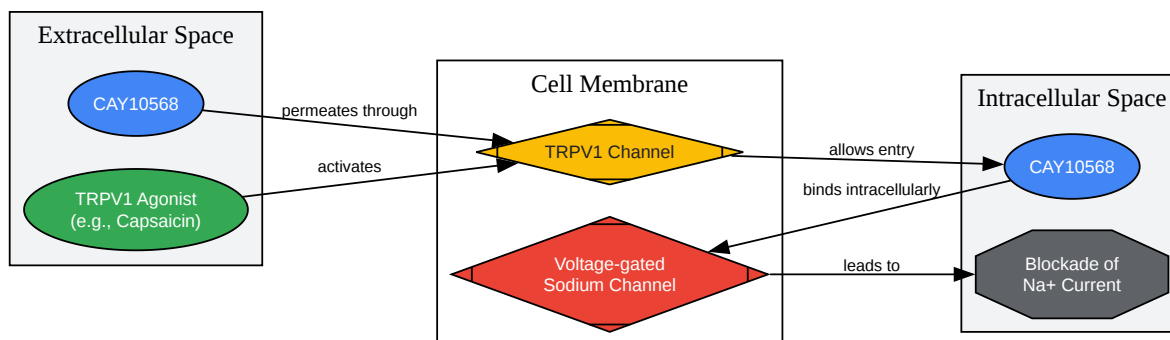 Extracellular Space
CAY10568
TRPV1 Agonist
(e.g., Capsaicin)
permeates through
activates
Cell Membrane
TRPV1 Channel
Voltage-gated
Sodium Channel
allows entry
binds intracellularly
leads to
Intracellular Space
CAY10568
Blockade of
Na+ Current